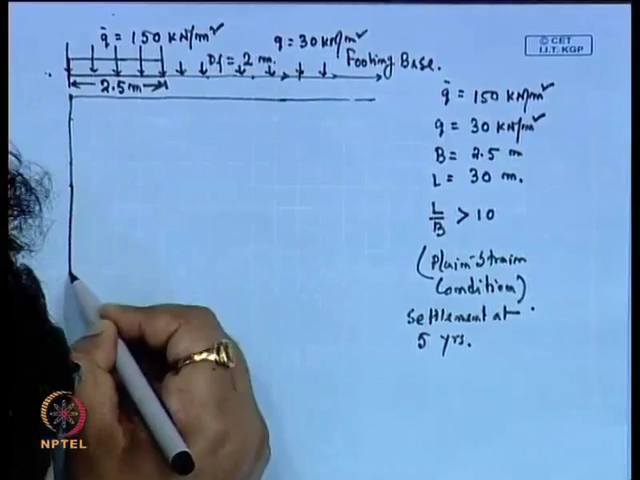 q̄ = 150 KN/m² ✓
q = 30 KN/m² ✓
Df = 2 m.
Footing Base.
2.5 m
© CET
I.I.T. KGP
q̄ = 150 KN/m² ✓
q = 30 KN/m² ✓
B = 2.5 m
L = 30 m.
L/B > 10
(Plain-Strain
Condition)
Settlement at
5 yrs.
NPTEL